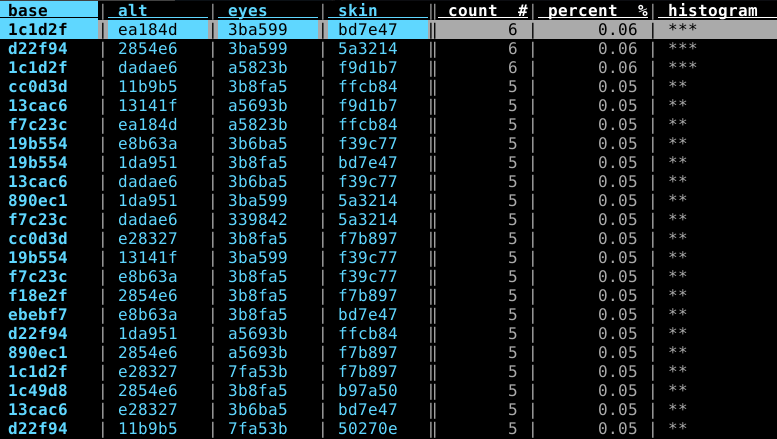 base | alt | eyes | skin ‖ count # | percent % | histogram
1c1d2f | ea184d | 3ba599 | bd7e47 ‖ 6 | 0.06 | ***
d22f94 | 2854e6 | 3ba599 | 5a3214 ‖ 6 | 0.06 | ***
1c1d2f | dadae6 | a5823b | f9d1b7 ‖ 6 | 0.06 | ***
cc0d3d | 11b9b5 | 3b8fa5 | ffcb84 ‖ 5 | 0.05 | **
13cac6 | 13141f | a5693b | f9d1b7 ‖ 5 | 0.05 | **
f7c23c | ea184d | a5823b | ffcb84 ‖ 5 | 0.05 | **
19b554 | e8b63a | 3b6ba5 | f39c77 ‖ 5 | 0.05 | **
19b554 | 1da951 | 3b8fa5 | bd7e47 ‖ 5 | 0.05 | **
13cac6 | dadae6 | 3b6ba5 | f39c77 ‖ 5 | 0.05 | **
890ec1 | 1da951 | 3ba599 | 5a3214 ‖ 5 | 0.05 | **
f7c23c | dadae6 | 339842 | 5a3214 ‖ 5 | 0.05 | **
cc0d3d | e28327 | 3b8fa5 | f7b897 ‖ 5 | 0.05 | **
19b554 | 13141f | 3ba599 | f39c77 ‖ 5 | 0.05 | **
f7c23c | e8b63a | 3b8fa5 | f39c77 ‖ 5 | 0.05 | **
f18e2f | 2854e6 | 3b8fa5 | f7b897 ‖ 5 | 0.05 | **
ebebf7 | e8b63a | 3b8fa5 | bd7e47 ‖ 5 | 0.05 | **
d22f94 | 1da951 | a5693b | ffcb84 ‖ 5 | 0.05 | **
890ec1 | 2854e6 | a5693b | f7b897 ‖ 5 | 0.05 | **
1c1d2f | e28327 | 7fa53b | f7b897 ‖ 5 | 0.05 | **
1c49d8 | 2854e6 | 3b8fa5 | b97a50 ‖ 5 | 0.05 | **
13cac6 | e28327 | 3b6ba5 | bd7e47 ‖ 5 | 0.05 | **
d22f94 | 11b9b5 | 7fa53b | 50270e ‖ 5 | 0.05 | **